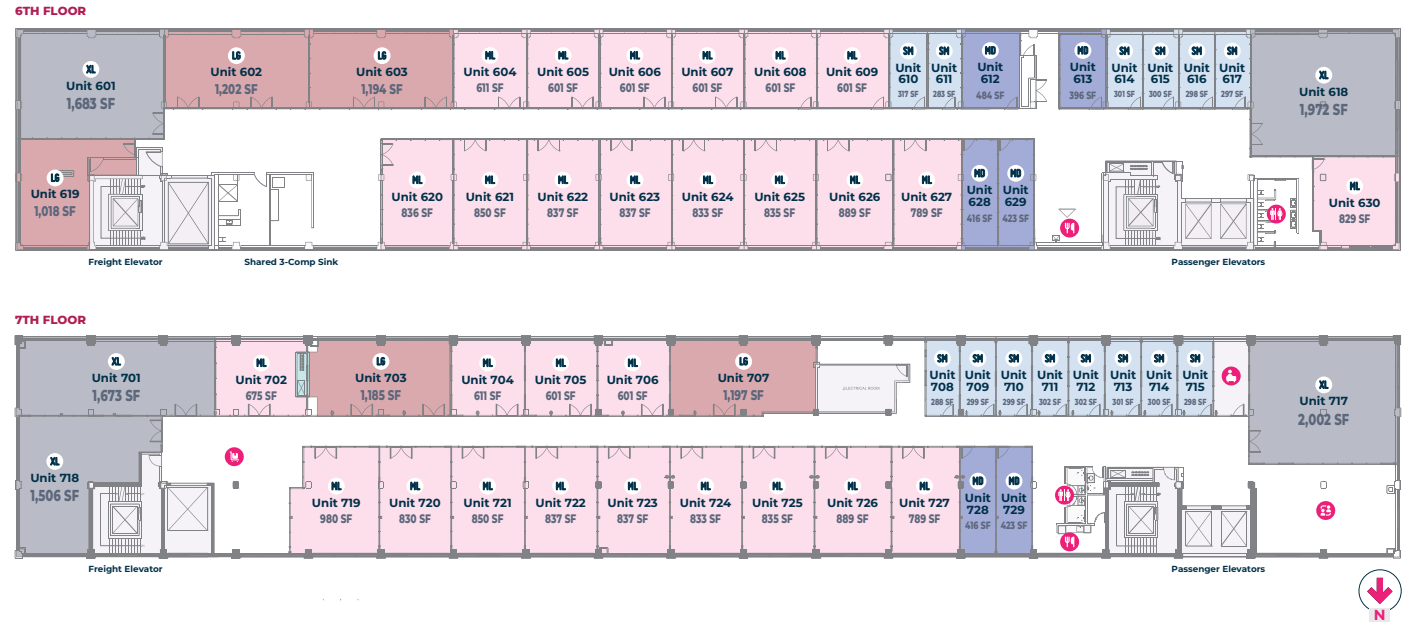 6TH FLOOR
XL
Unit 601
1,683 SF
LG
Unit 602
1,202 SF
LG
Unit 603
1,194 SF
ML
Unit 604
611 SF
ML
Unit 605
601 SF
ML
Unit 606
601 SF
ML
Unit 607
601 SF
ML
Unit 608
601 SF
ML
Unit 609
601 SF
SM
Unit
610
317 SF
SM
Unit
611
283 SF
MD
Unit
612
484 SF
MD
Unit
613
396 SF
SM
Unit
614
301 SF
SM
Unit
615
300 SF
SM
Unit
616
298 SF
SM
Unit
617
297 SF
XL
Unit 618
1,972 SF
LG
Unit 619
1,018 SF
ML
Unit 620
836 SF
ML
Unit 621
850 SF
ML
Unit 622
837 SF
ML
Unit 623
837 SF
ML
Unit 624
833 SF
ML
Unit 625
835 SF
ML
Unit 626
889 SF
ML
Unit 627
789 SF
MD
Unit
628
416 SF
MD
Unit
629
423 SF
ML
Unit 630
829 SF
Freight Elevator
Shared 3-Comp Sink
Passenger Elevators
7TH FLOOR
XL
Unit 701
1,673 SF
ML
Unit 702
675 SF
LG
Unit 703
1,185 SF
ML
Unit 704
611 SF
ML
Unit 705
601 SF
ML
Unit 706
601 SF
LG
Unit 707
1,197 SF
ELECTRICAL ROOM
SM
Unit
708
288 SF
SM
Unit
709
299 SF
SM
Unit
710
299 SF
SM
Unit
711
302 SF
SM
Unit
712
302 SF
SM
Unit
713
301 SF
SM
Unit
714
300 SF
SM
Unit
715
298 SF
XL
Unit 717
2,002 SF
XL
Unit 718
1,506 SF
ML
Unit 719
980 SF
ML
Unit 720
830 SF
ML
Unit 721
850 SF
ML
Unit 722
837 SF
ML
Unit 723
837 SF
ML
Unit 724
833 SF
ML
Unit 725
835 SF
ML
Unit 726
889 SF
ML
Unit 727
789 SF
MD
Unit
728
416 SF
MD
Unit
729
423 SF
Freight Elevator
Passenger Elevators
N